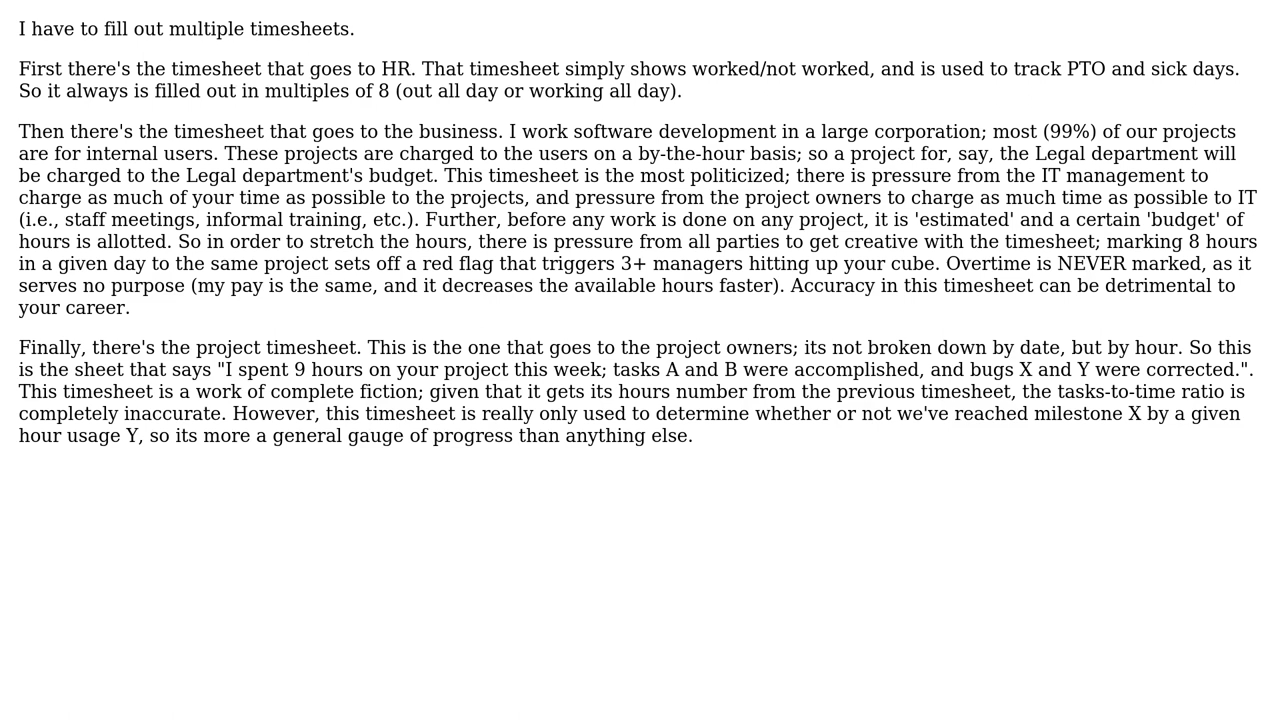 I have to fill out multiple timesheets.
First there's the timesheet that goes to HR. That timesheet simply shows worked/not worked, and is used to track PTO and sick days.
So it always is filled out in multiples of 8 (out all day or working all day).
Then there's the timesheet that goes to the business. I work software development in a large corporation; most (99%) of our projects
are for internal users. These projects are charged to the users on a by-the-hour basis; so a project for, say, the Legal department will
be charged to the Legal department's budget. This timesheet is the most politicized; there is pressure from the IT management to
charge as much of your time as possible to the projects, and pressure from the project owners to charge as much time as possible to IT
(i.e., staff meetings, informal training, etc.). Further, before any work is done on any project, it is 'estimated' and a certain 'budget' of
hours is allotted. So in order to stretch the hours, there is pressure from all parties to get creative with the timesheet; marking 8 hours
in a given day to the same project sets off a red flag that triggers 3+ managers hitting up your cube. Overtime is NEVER marked, as it
serves no purpose (my pay is the same, and it decreases the available hours faster). Accuracy in this timesheet can be detrimental to
your career.
Finally, there's the project timesheet. This is the one that goes to the project owners; its not broken down by date, but by hour. So this
is the sheet that says "I spent 9 hours on your project this week; tasks A and B were accomplished, and bugs X and Y were corrected.".
This timesheet is a work of complete fiction; given that it gets its hours number from the previous timesheet, the tasks-to-time ratio is
completely inaccurate. However, this timesheet is really only used to determine whether or not we've reached milestone X by a given
hour usage Y, so its more a general gauge of progress than anything else.